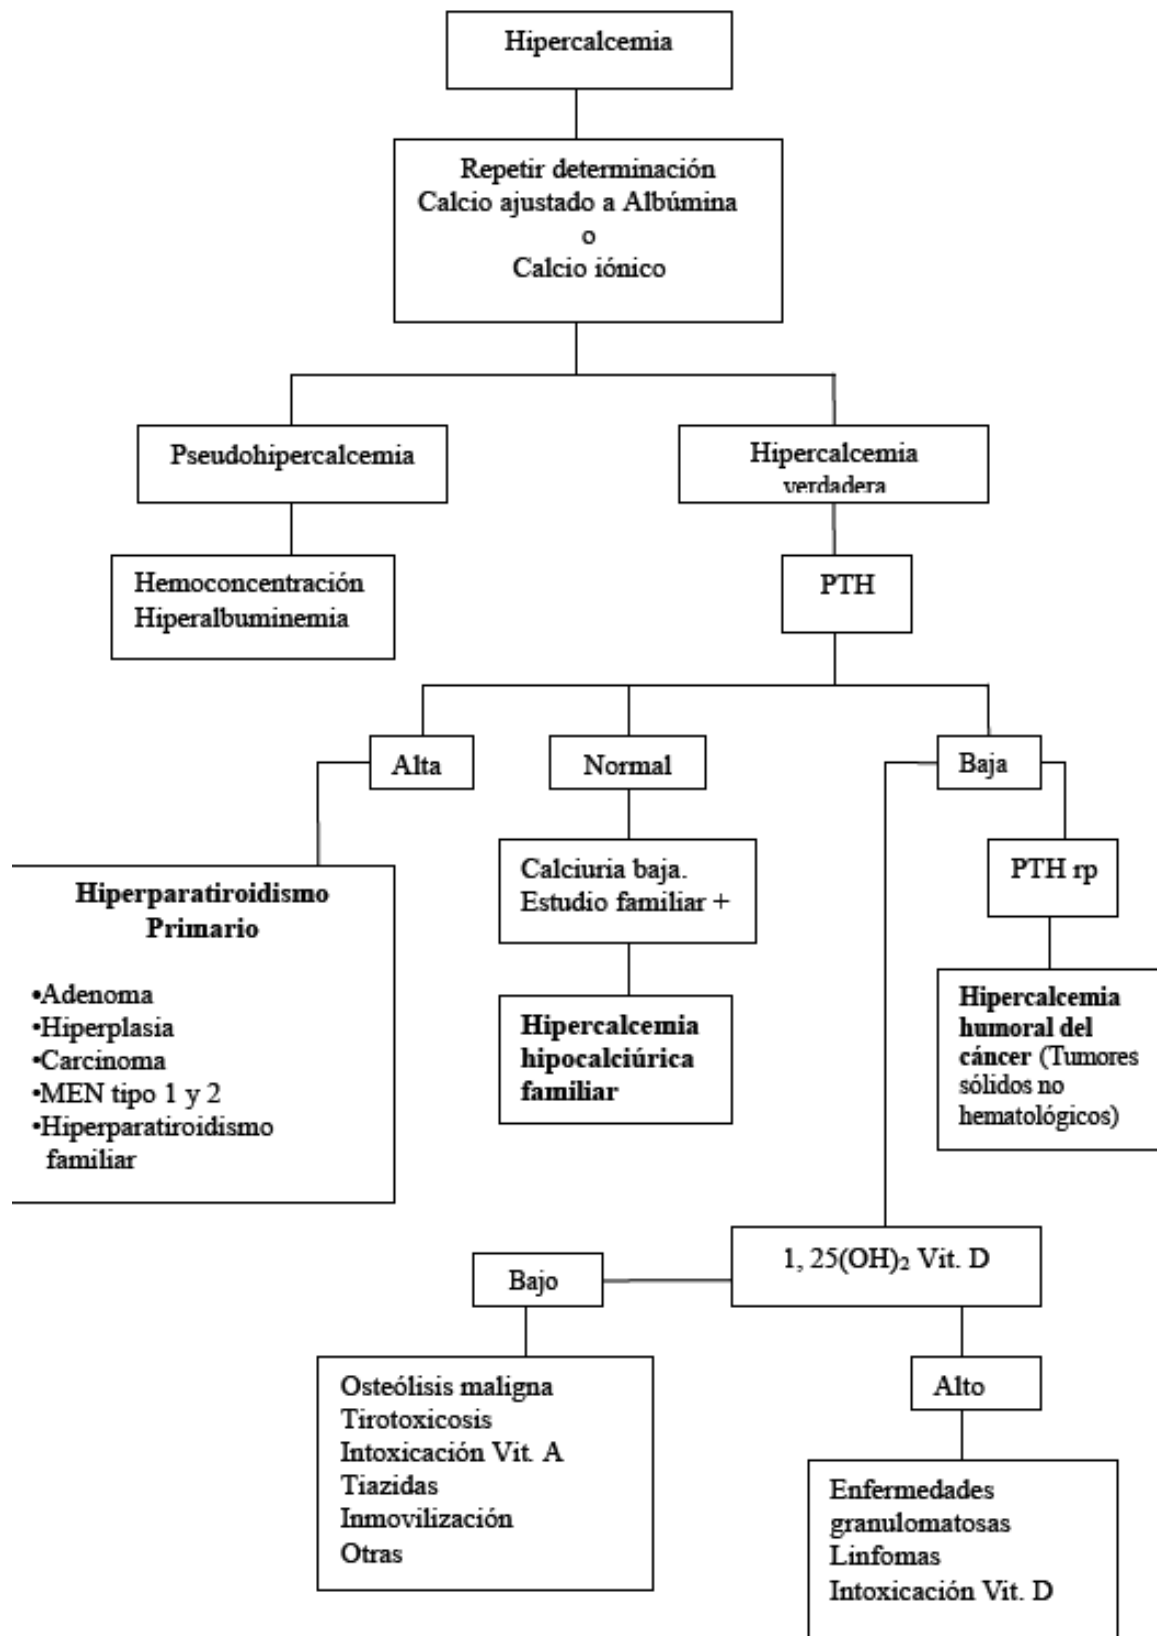 Hipercalcemia
Repetir determinación
Calcio ajustado a Albúmina
o
Calcio iónico
Pseudohipercalcemia
Hipercalcemia
verdadera
Hemoconcentración
Hiperalbuminemia
PTH
Alta
Normal
Baja
Hiperparatiroidismo
Primario
•Adenoma
•Hiperplasia
•Carcinoma
•MEN tipo 1 y 2
•Hiperparatiroidismo
familiar
Calciuria baja.
Estudio familiar +
Hipercalcemia
hipocalciúrica
familiar
PTH rp
Hipercalcemia
humoral del
cáncer (Tumores
sólidos no
hematológicos)
1, 25(OH)₂ Vit. D
Bajo
Osteólisis maligna
Tirotoxicosis
Intoxicación Vit. A
Tiazidas
Inmovilización
Otras
Alto
Enfermedades
granulomatosas
Linfomas
Intoxicación Vit. D